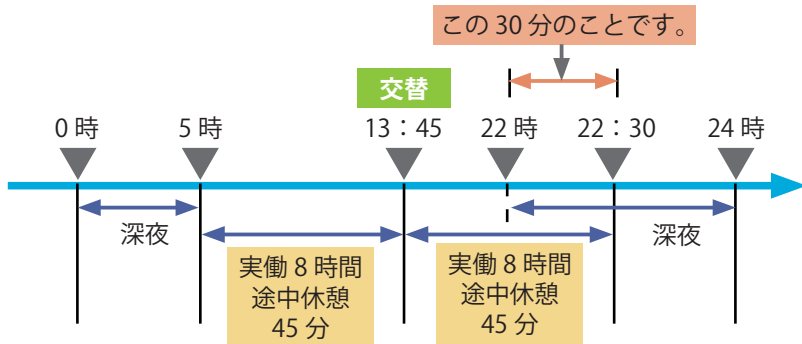 この 30 分のことです。
交替
0 時
5 時
13：45
22 時
22：30
24 時
深夜
深夜
実働 8 時間
途中休憩
45 分
実働 8 時間
途中休憩
45 分